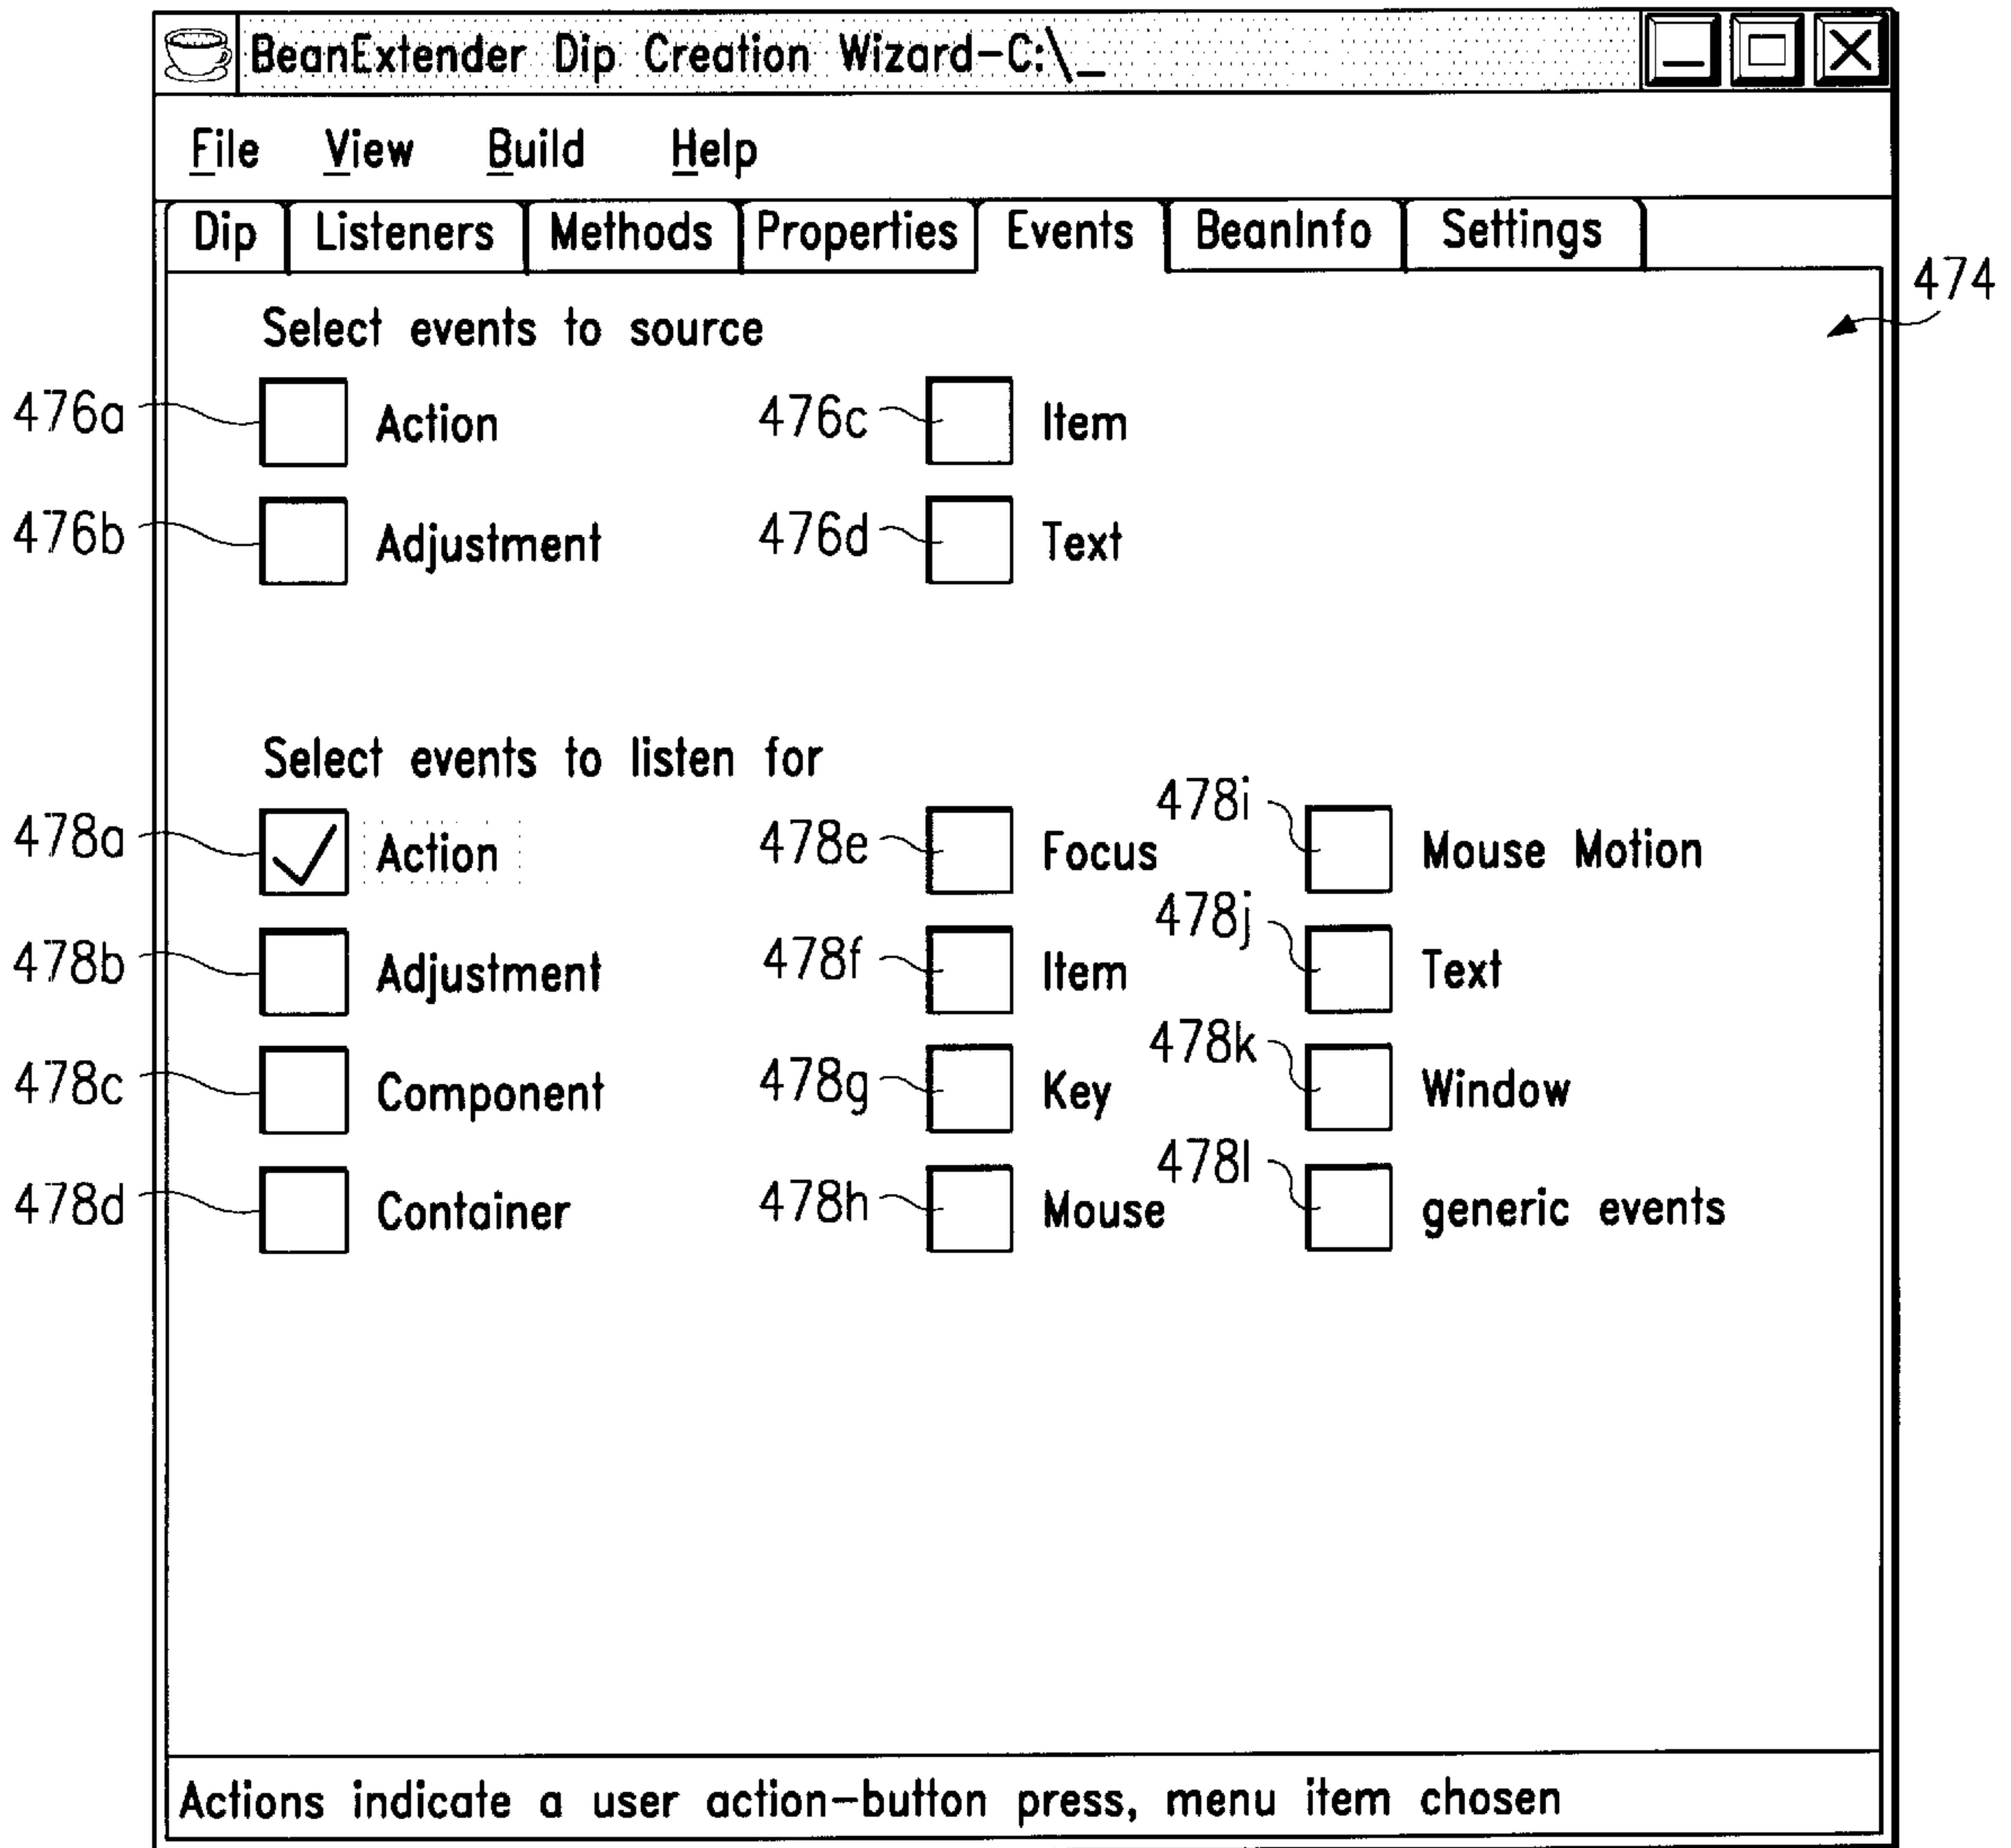 BeanExtender Dip Creation Wizard-C:\_
File View Build Help
Dip Listeners Methods Properties Events BeanInfo Settings
474
Select events to source
476a Action 476c Item
476b Adjustment 476d Text
Select events to listen for
478a Action 478e Focus 478i Mouse Motion
478b Adjustment 478f Item 478j Text
478c Component 478g Key 478k Window
478d Container 478h Mouse 478l generic events
Actions indicate a user action-button press, menu item chosen